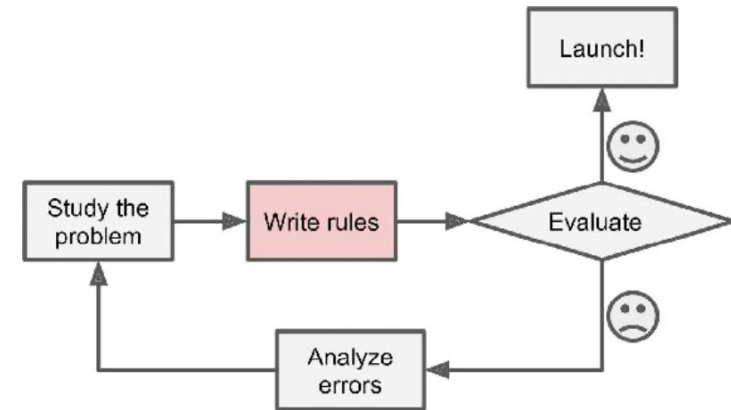 Launch!
Study the
problem
Write rules
Evaluate
Analyze
errors